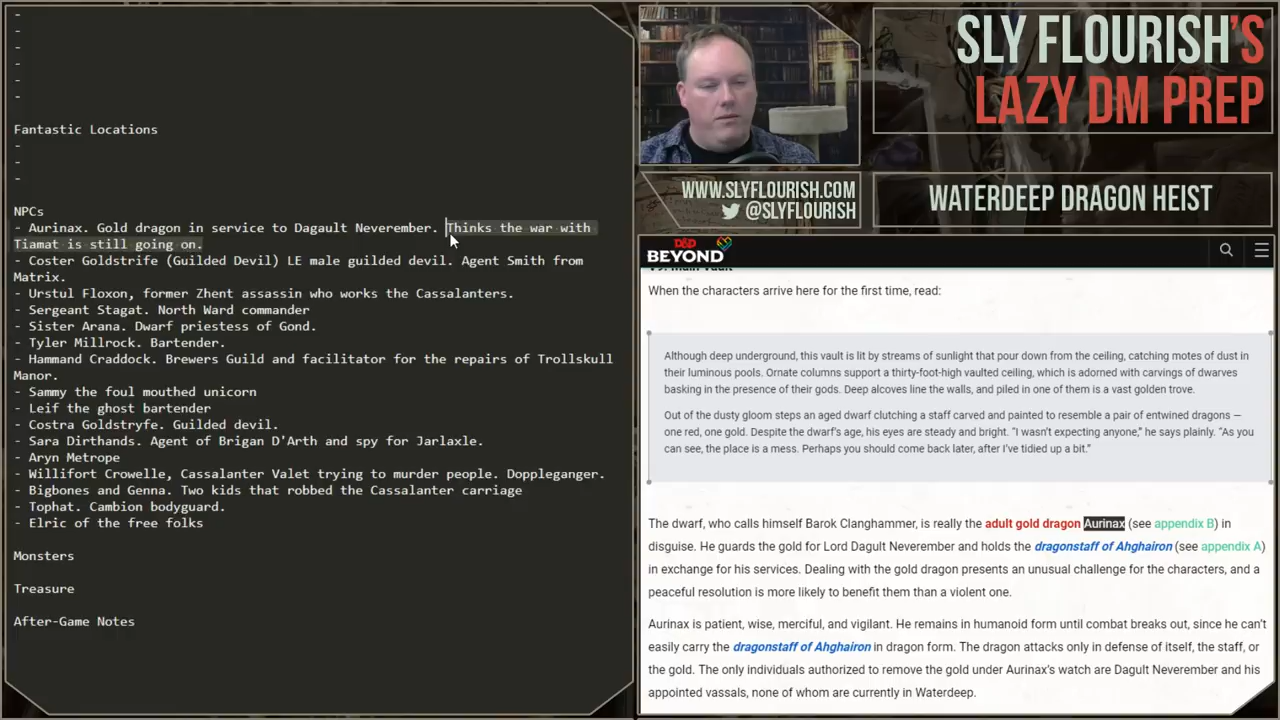 -
-
-
-
-
-
Fantastic Locations
-
-
-
NPCs
- Aurinax. Gold dragon in service to Dagault Neverember. Thinks the war with
Tiamat is still going on.
- Coster Goldstrife (Guilded Devil) LE male guilded devil. Agent Smith from
Matrix.
- Urstul Floxon, former Zhent assassin who works the Cassalanters.
- Sergeant Stagat. North Ward commander
- Sister Arana. Dwarf priestess of Gond.
- Tyler Millrock. Bartender.
- Hammand Craddock. Brewers Guild and facilitator for the repairs of Trollskull
Manor.
- Sammy the foul mouthed unicorn
- Leif the ghost bartender
- Costra Goldstryfe. Guilded devil.
- Sara Dirthands. Agent of Brigan D'Arth and spy for Jarlaxle.
- Aryn Metrope
- Willifort Crowelle, Cassalanter Valet trying to murder people. Doppleganger.
- Bigbones and Genna. Two kids that robbed the Cassalanter carriage
- Tophat. Cambion bodyguard.
- Elric of the free folks
Monsters
Treasure
After-Game Notes
SLY FLOURISH'S
LAZY DM PREP
WWW.SLYFLOURISH.COM
@SLYFLOURISH
WATERDEEP DRAGON HEIST
D&D
BEYOND
V9. Main Vault
When the characters arrive here for the first time, read:
Although deep underground, this vault is lit by streams of sunlight that pour down from the ceiling, catching motes of dust in
their luminous pools. Ornate columns support a thirty-foot-high vaulted ceiling, which is adorned with carvings of dwarves
basking in the presence of their gods. Deep alcoves line the walls, and piled in one of them is a vast golden trove.
Out of the dusty gloom steps an aged dwarf clutching a staff carved and painted to resemble a pair of entwined dragons —
one red, one gold. Despite the dwarf's age, his eyes are steady and bright. "I wasn't expecting anyone," he says plainly. "As you
can see, the place is a mess. Perhaps you should come back later, after I've tidied up a bit."
The dwarf, who calls himself Barok Clanghammer, is really the adult gold dragon Aurinax (see appendix B) in
disguise. He guards the gold for Lord Dagult Neverember and holds the dragonstaff of Ahghairon (see appendix A)
in exchange for his services. Dealing with the gold dragon presents an unusual challenge for the characters, and a
peaceful resolution is more likely to benefit them than a violent one.
Aurinax is patient, wise, merciful, and vigilant. He remains in humanoid form until combat breaks out, since he can't
easily carry the dragonstaff of Ahghairon in dragon form. The dragon attacks only in defense of itself, the staff, or
the gold. The only individuals authorized to remove the gold under Aurinax's watch are Dagult Neverember and his
appointed vassals, none of whom are currently in Waterdeep.